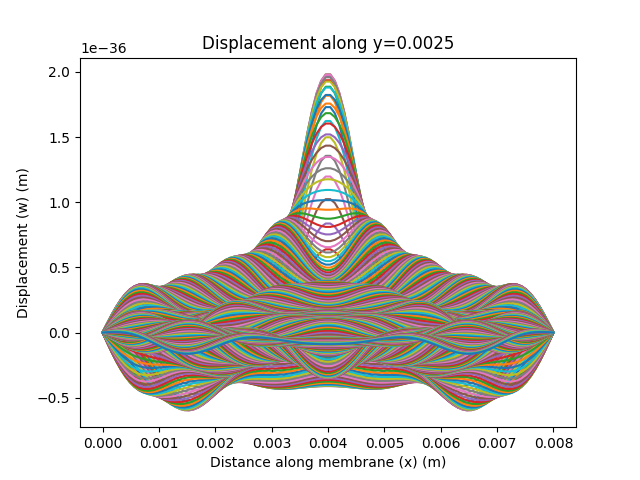 Displacement along y=0.0025
1e−36
2.0
1.5
1.0
0.5
0.0
−0.5
Displacement (w) (m)
0.000 0.001 0.002 0.003 0.004 0.005 0.006 0.007 0.008
Distance along membrane (x) (m)